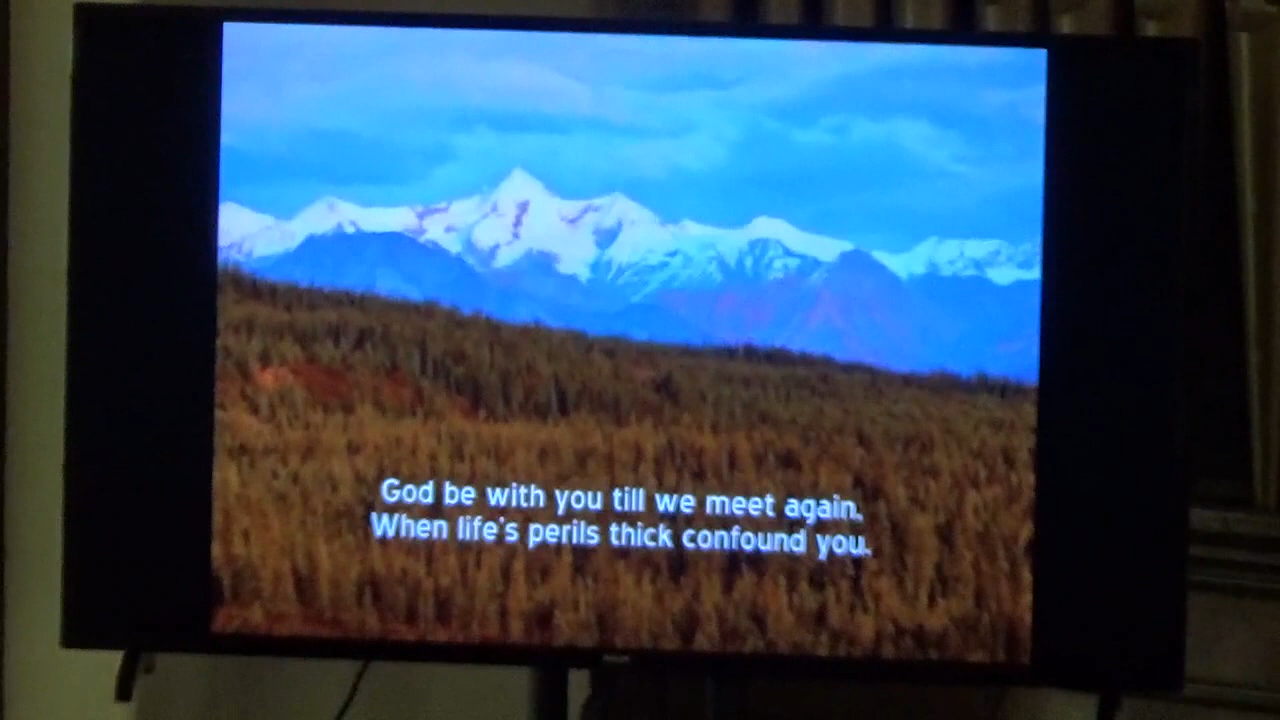 God be with you till we meet again.
When life's perils thick confound you.